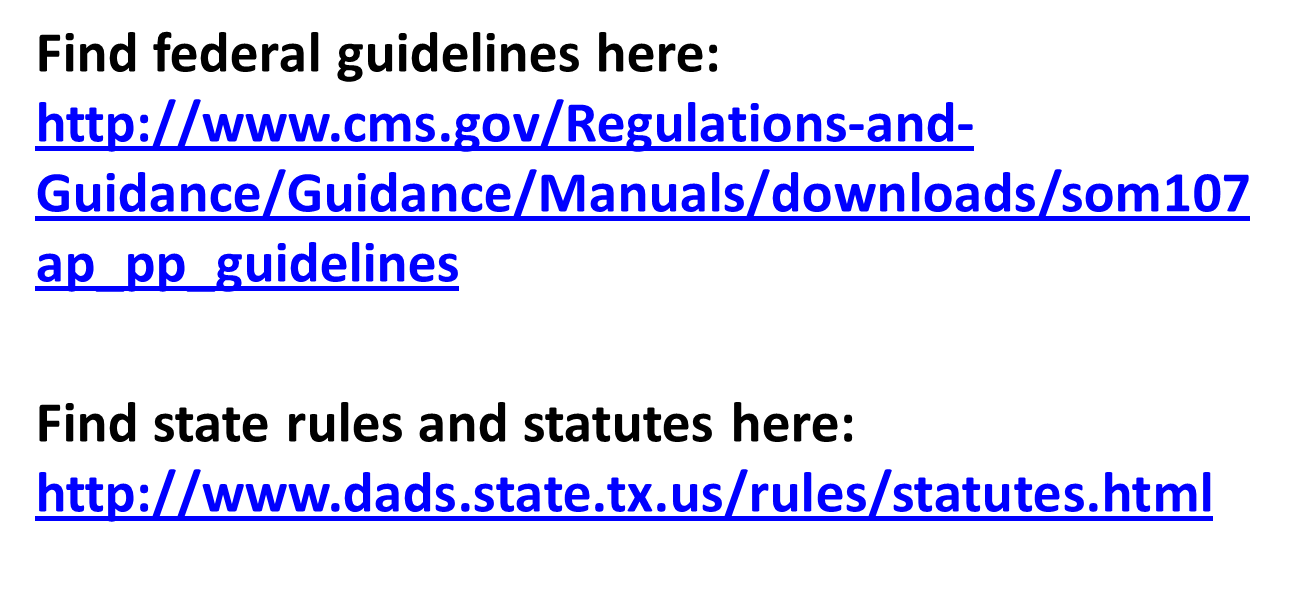 Find federal guidelines here:
http://www.cms.gov/Regulations-and-
Guidance/Guidance/Manuals/downloads/som107
ap_pp_guidelines
Find state rules and statutes here:
http://www.dads.state.tx.us/rules/statutes.html